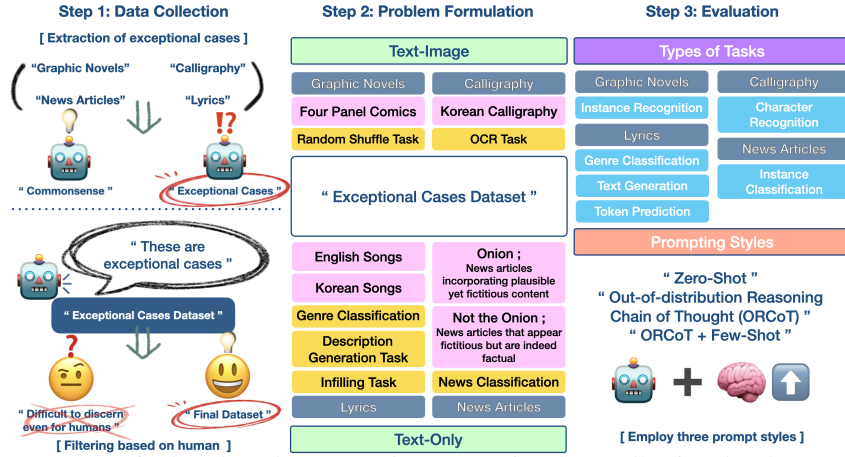 Step 1: Data Collection
[ Extraction of exceptional cases ]
“Graphic Novels” “Calligraphy”
“News Articles” “Lyrics”
“ Commonsense ” “ Exceptional Cases ”
“ These are
exceptional cases ”
“ Exceptional Cases Dataset ”
“ Difficult to discern
even for humans ”
“ Final Dataset ”
[ Filtering based on human ]
Step 2: Problem Formulation
Text-Image
Graphic Novels Calligraphy
Four Panel Comics Korean Calligraphy
Random Shuffle Task OCR Task
“ Exceptional Cases Dataset ”
English Songs
Korean Songs
Genre Classification
Description
Generation Task
Infilling Task
Lyrics
Onion ;
News articles
incorporating plausible
yet fictitious content
Not the Onion ;
News articles that appear
fictitious but are indeed
factual
News Classification
News Articles
Text-Only
Step 3: Evaluation
Types of Tasks
Graphic Novels
Instance Recognition
Lyrics
Genre Classification
Text Generation
Token Prediction
Calligraphy
Character
Recognition
News Articles
Instance
Classification
Prompting Styles
“ Zero-Shot ”
“ Out-of-distribution Reasoning
Chain of Thought (ORCoT) ”
“ ORCoT + Few-Shot ”
[ Employ three prompt styles ]